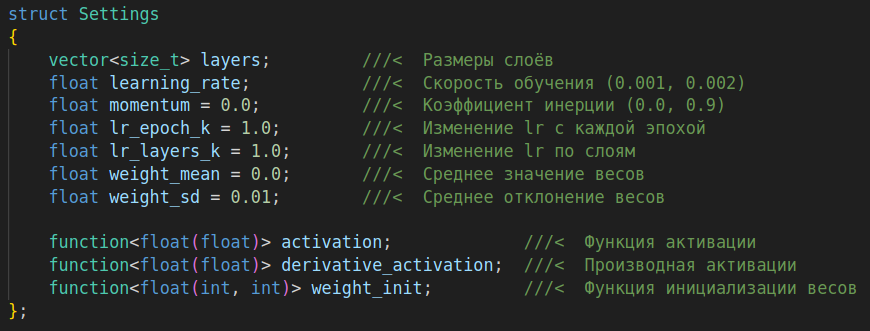 struct Settings
{
    vector<size_t> layers;         ///<  Размеры слоёв
    float learning_rate;           ///<  Скорость обучения (0.001, 0.002)
    float momentum = 0.0;          ///<  Коэффициент инерции (0.0, 0.9)
    float lr_epoch_k = 1.0;        ///<  Изменение lr с каждой эпохой
    float lr_layers_k = 1.0;       ///<  Изменение lr по слоям
    float weight_mean = 0.0;       ///<  Среднее значение весов
    float weight_sd = 0.01;        ///<  Среднее отклонение весов

    function<float(float)> activation;             ///<  Функция активации
    function<float(float)> derivative_activation;  ///<  Производная активации
    function<float(int, int)> weight_init;         ///<  Функция инициализации весов
};